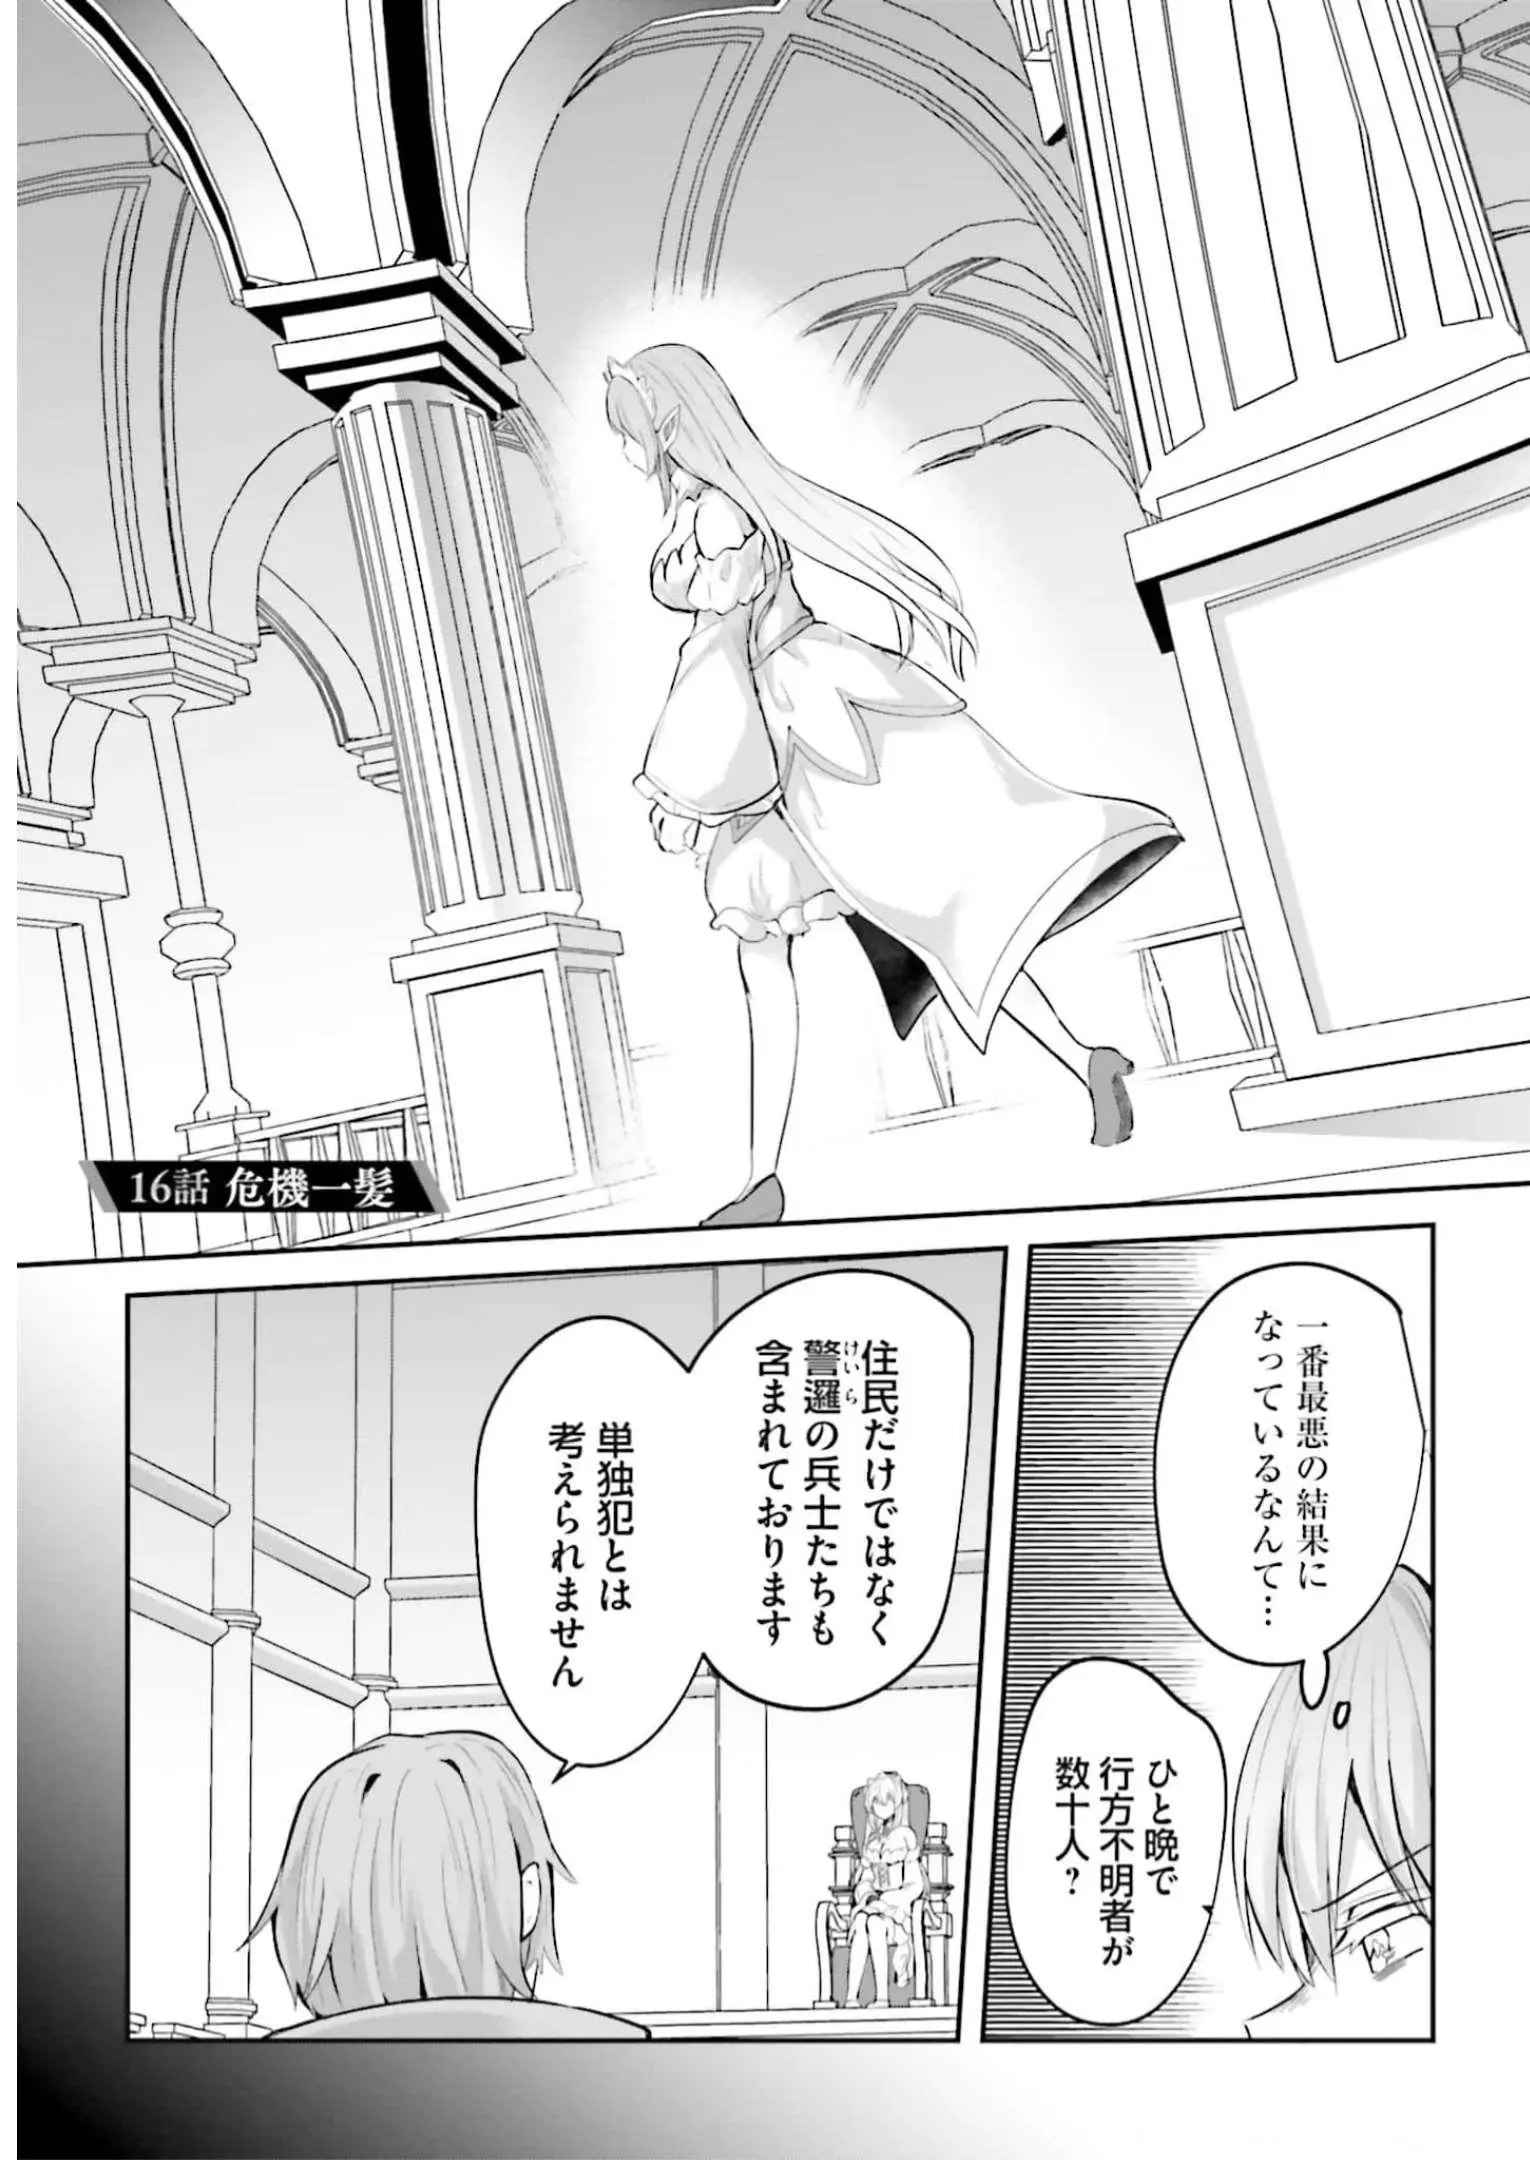 16話 危機一髪
一番最悪の結果に
なっているなんて…
ひと晩で
行方不明者が
数十人？
住民だけではなく
警邏の兵士たちも
けいら
含まれております
単独犯とは
考えられません